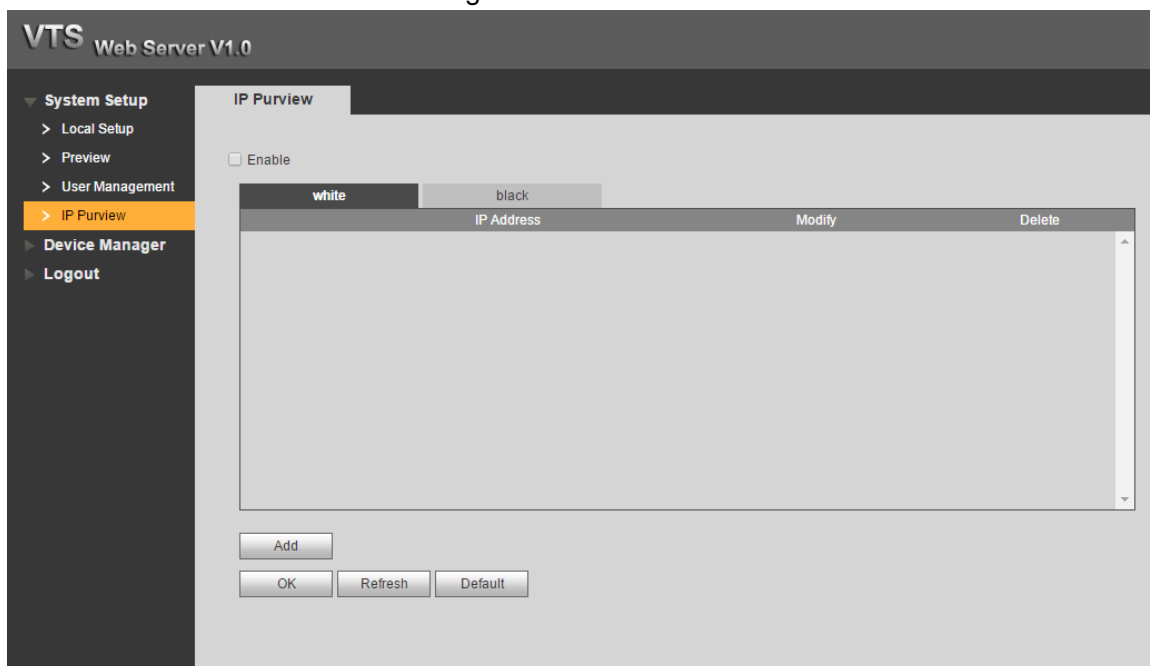 VTS Web Server V1.0
System Setup
> Local Setup
> Preview
> User Management
> IP Purview
Device Manager
Logout
IP Purview
Enable
white black
IP Address Modify Delete
Add
OK Refresh Default